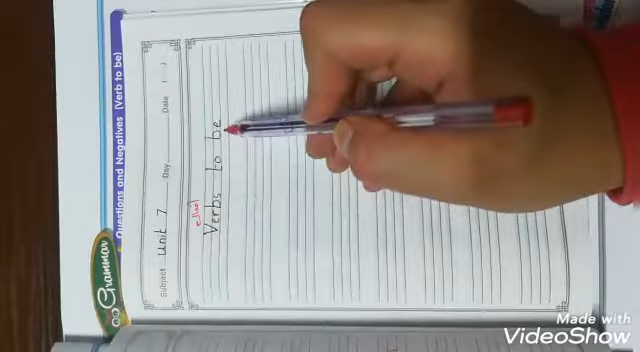 Grammar
Questions and Negatives (Verb to be)
Subject Unit 7 Day Date ( )
Verbs to be
Made with
VideoShow